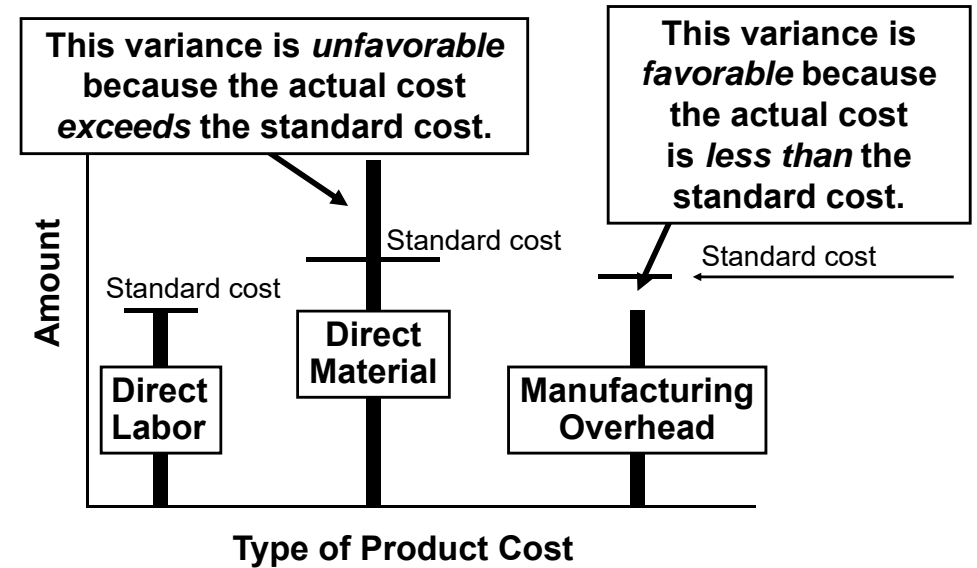 This variance is unfavorable
because the actual cost
exceeds the standard cost.
This variance is
favorable because
the actual cost
is less than the
standard cost.
Amount
Standard cost
Standard cost
Standard cost
Direct
Labor
Direct
Material
Manufacturing
Overhead
Type of Product Cost